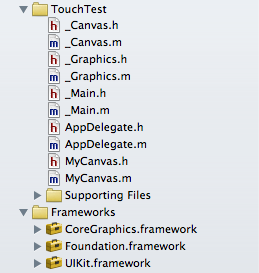 TouchTest
_Canvas.h
_Canvas.m
_Graphics.h
_Graphics.m
_Main.h
_Main.m
AppDelegate.h
AppDelegate.m
MyCanvas.h
MyCanvas.m
Supporting Files
Frameworks
CoreGraphics.framework
Foundation.framework
UIKit.framework